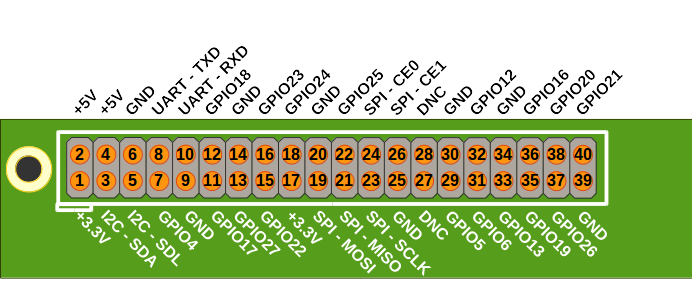 +5V
+5V
GND
UART - TXD
UART - RXD
GPIO18
GND
GPIO23
GPIO24
GND
GPIO25
SPI - CE0
SPI - CE1
DNC
GND
GPIO12
GND
GPIO16
GPIO20
GPIO21
2 4 6 8 10 12 14 16 18 20 22 24 26 28 30 32 34 36 38 40
1 3 5 7 9 11 13 15 17 19 21 23 25 27 29 31 33 35 37 39
+3.3V
I2C - SDA
I2C - SDL
GPIO4
GND
GPIO17
GPIO27
GPIO22
+3.3V
SPI - MOSI
SPI - MISO
SPI - SCLK
GND
DNC
GPIO5
GPIO6
GPIO13
GPIO19
GPIO26
GND